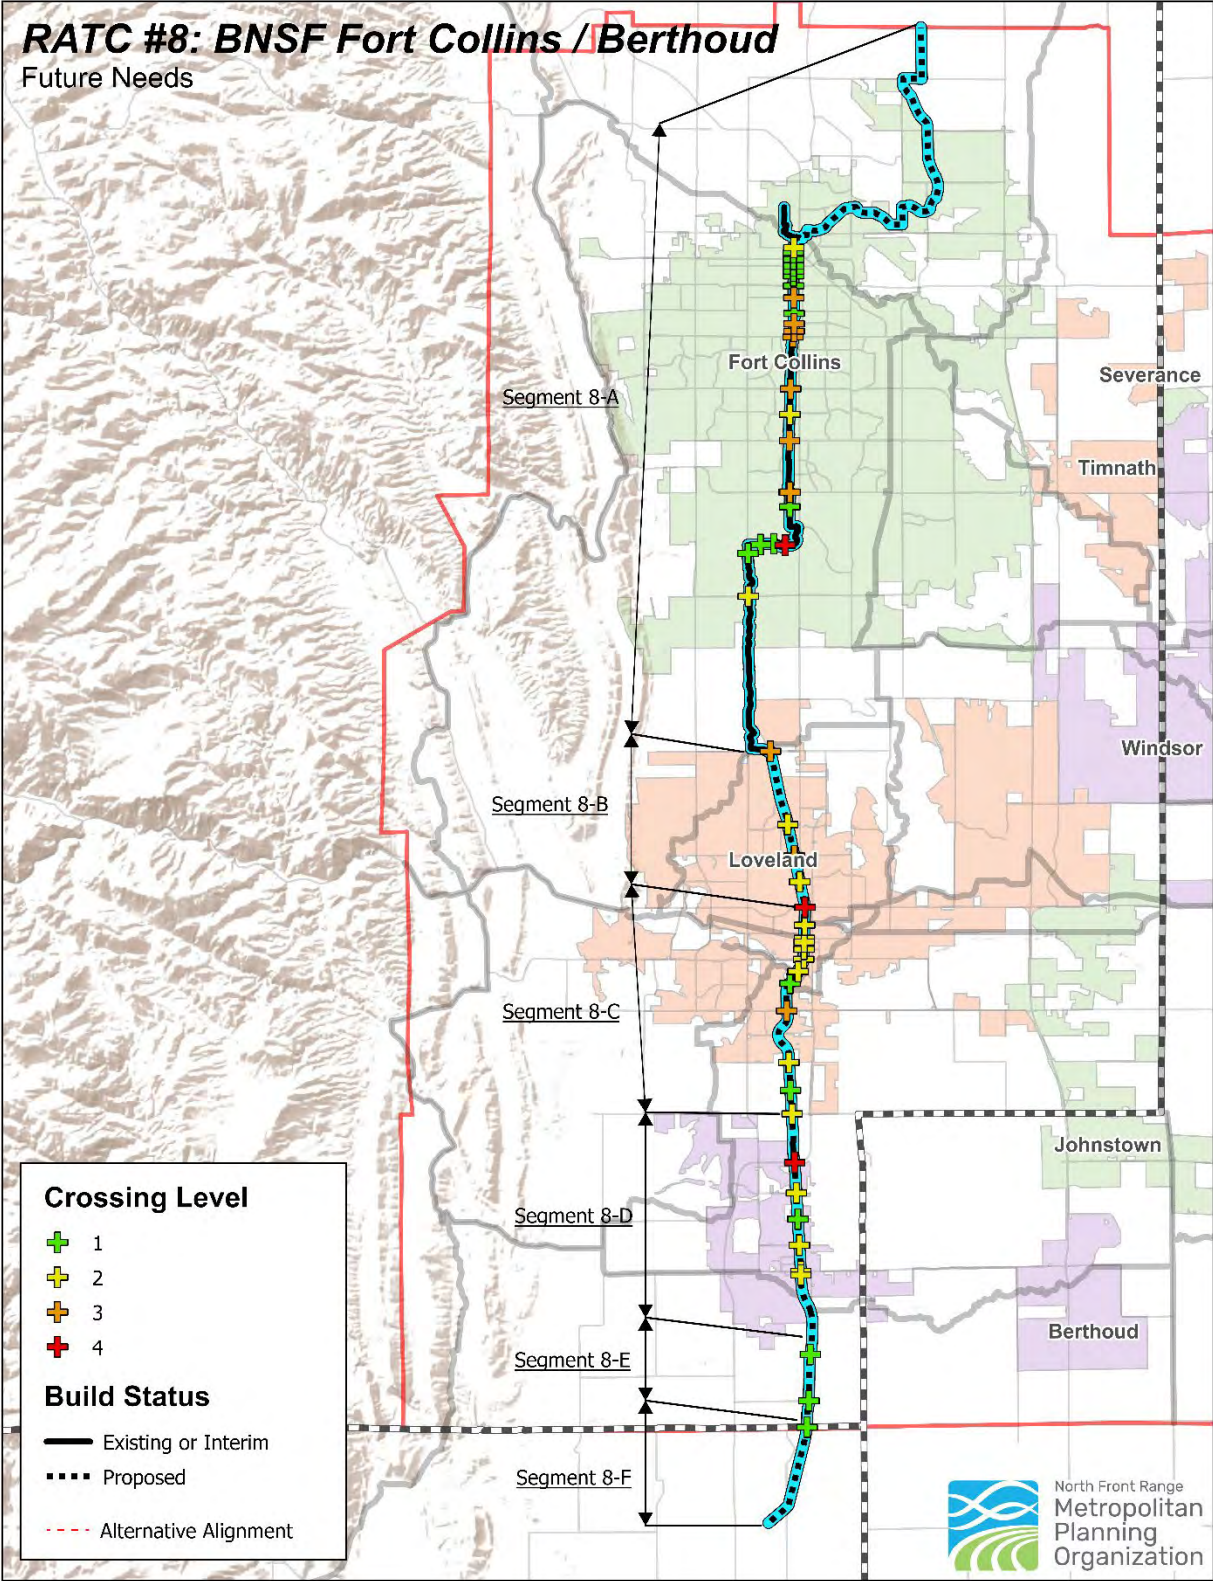 RATC #8: BNSF Fort Collins / Berthoud
Future Needs
Fort Collins
Severance
Segment 8-A
Timnath
Windsor
Segment 8-B
Loveland
Segment 8-C
Johnstown
Segment 8-D
Berthoud
Segment 8-E
Segment 8-F
Crossing Level
1
2
3
4
Build Status
Existing or Interim
Proposed
Alternative Alignment
North Front Range
Metropolitan
Planning
Organization